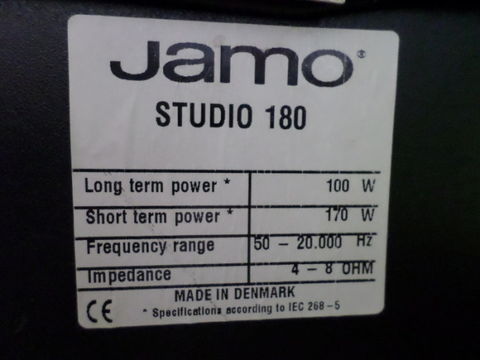 Jamo®
STUDIO 180
Long term power * 100 W
Short term power * 170 W
Frequency range 50 - 20.000 Hz
Impedance 4 - 8 OHM
MADE IN DENMARK
CE * Specifications according to IEC 268-5